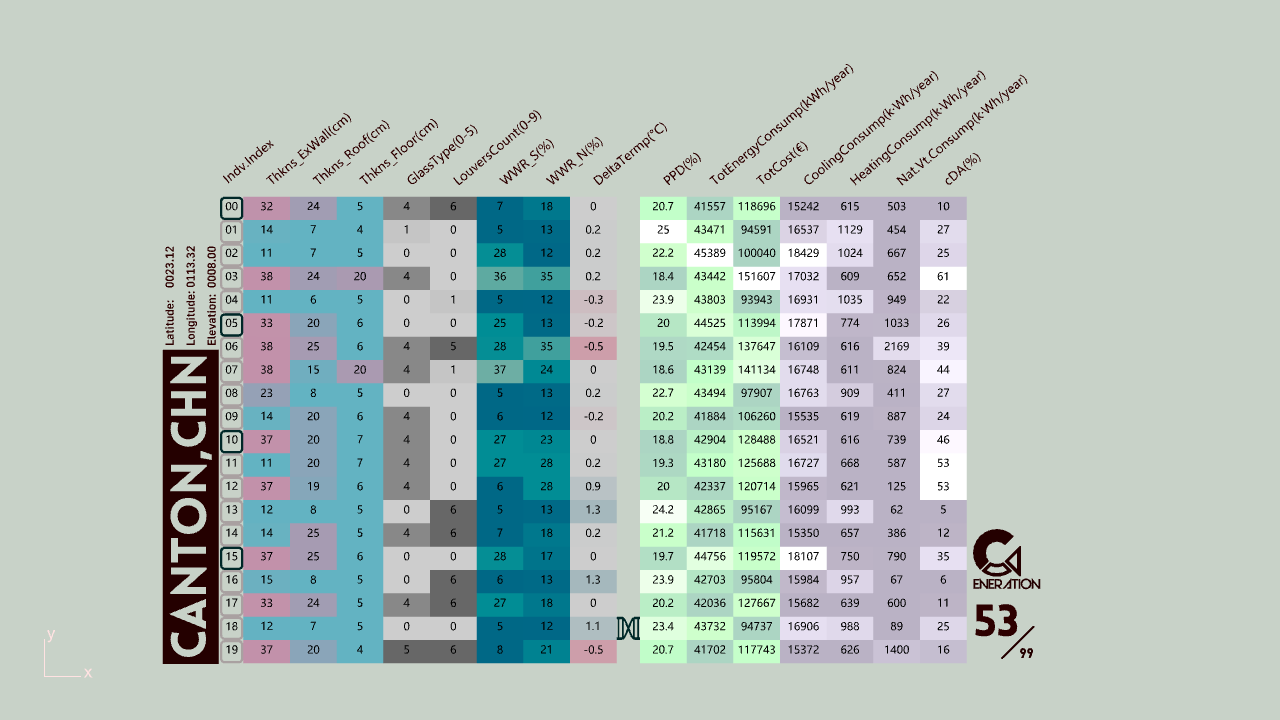 Indv.Index Thkns_ExWall(cm) Thkns_Roof(cm) Thkns_Floor(cm) GlassType(0-5) LouversCount(0-9) WWR_S(%) WWR_N(%) DeltaTermp(°C) PPD(%) TotEnergyConsump(kWh/year) TotCost(€) CoolingConsump(k·Wh/year) HeatingConsump(k·Wh/year) Nat.Vt.Consump(k·Wh/year) cDA(%)
00 32 24 5 4 6 7 18 0 20.7 41557 118696 15242 615 503 10
01 14 7 4 1 0 5 13 0.2 25 43471 94591 16537 1129 454 27
02 11 7 5 0 0 28 12 0.2 22.2 45389 100040 18429 1024 667 25
03 38 24 20 4 0 36 35 0.2 18.4 43442 151607 17032 609 652 61
04 11 6 5 0 1 5 12 -0.3 23.9 43803 93943 16931 1035 949 22
05 33 20 6 0 0 25 13 -0.2 20 44525 113994 17871 774 1033 26
06 38 25 6 4 5 28 35 -0.5 19.5 42454 137647 16109 616 2169 39
07 38 15 20 4 1 37 24 0 18.6 43139 141134 16748 611 824 44
08 23 8 5 0 0 5 13 0.2 22.7 43494 97907 16763 909 411 27
09 14 20 6 4 0 6 12 -0.2 20.2 41884 106260 15535 619 887 24
10 37 20 7 4 0 27 23 0 18.8 42904 128488 16521 616 739 46
11 11 20 7 4 0 27 28 0.2 19.3 43180 125688 16727 668 587 53
12 37 19 6 4 0 6 28 0.9 20 42337 120714 15965 621 125 53
13 12 8 5 0 6 5 13 1.3 24.2 42865 95167 16099 993 62 5
14 14 25 5 4 6 7 18 0.2 21.2 41718 115631 15350 657 386 12
15 37 25 6 0 0 28 17 0 19.7 44756 119572 18107 750 790 35
16 15 8 5 0 6 6 13 1.3 23.9 42703 95804 15984 957 67 6
17 33 24 5 4 6 27 18 0 20.2 42036 127667 15682 639 600 11
18 12 7 5 0 0 5 12 1.1 23.4 43732 94737 16906 988 89 25
19 37 20 4 5 6 8 21 -0.5 20.7 41702 117743 15372 626 1400 16
Latitude: 0023.12
Longitude: 0113.32
Elevation: 0008.00
CANTON,CHN
ENERATION
53/99
y
x